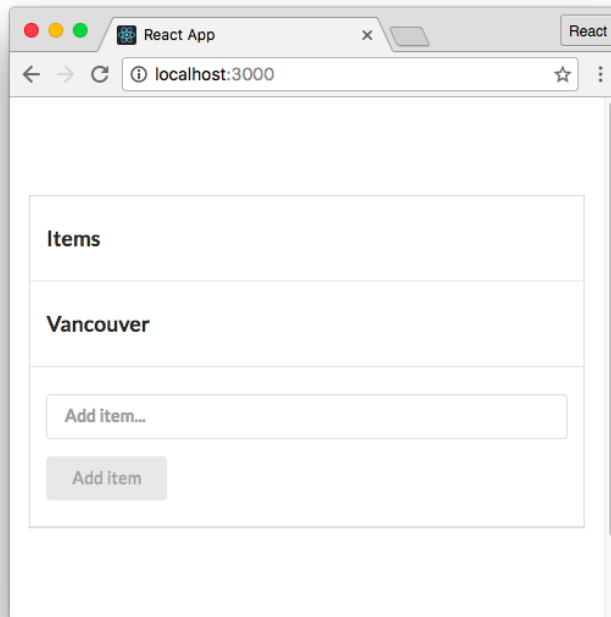 React App
React
localhost:3000
Items
Vancouver
Add item...
Add item